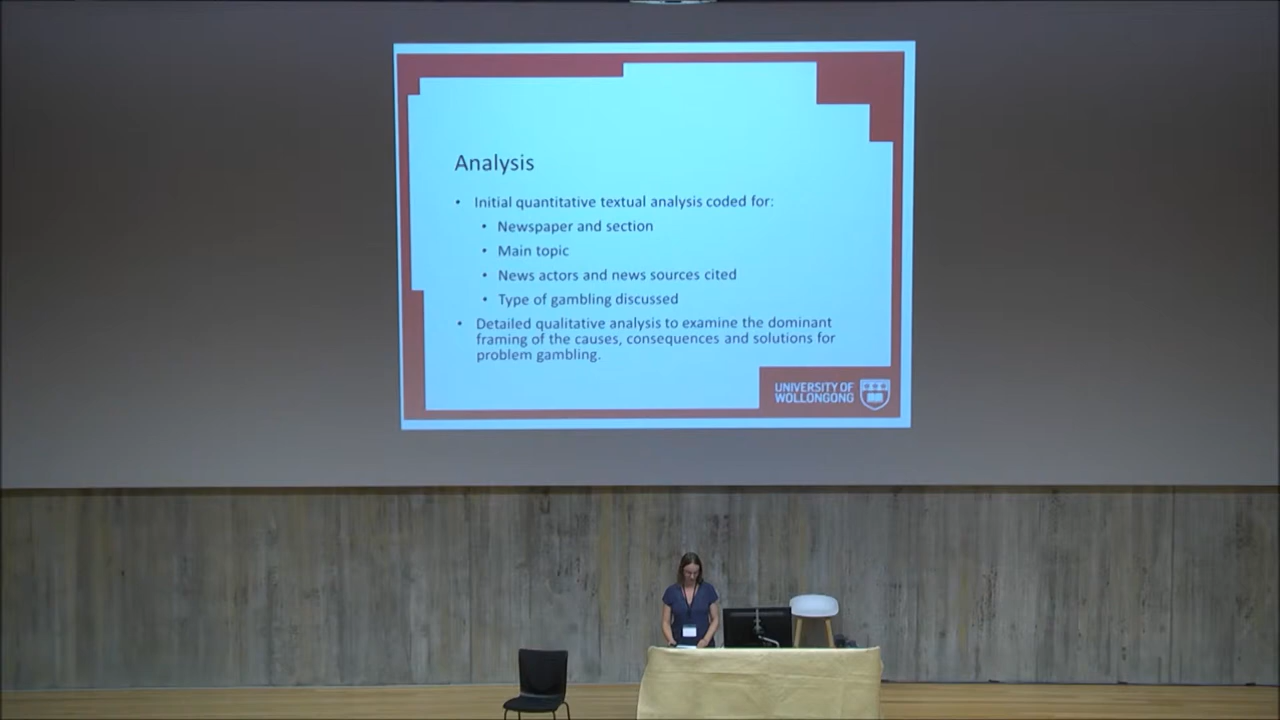 Analysis
• Initial quantitative textual analysis coded for:
• Newspaper and section
• Main topic
• News actors and news sources cited
• Type of gambling discussed
• Detailed qualitative analysis to examine the dominant
framing of the causes, consequences and solutions for
problem gambling.
UNIVERSITY OF
WOLLONGONG